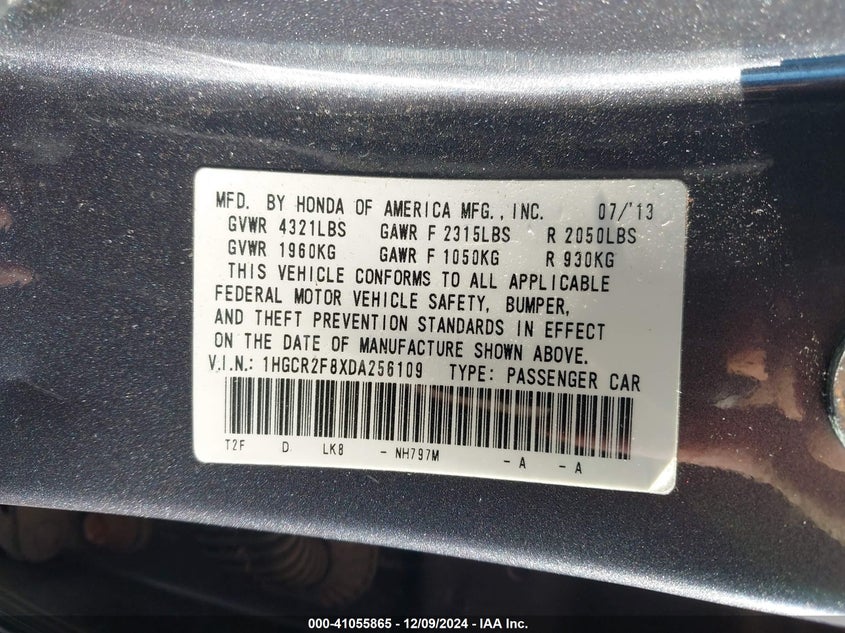 MFD. BY HONDA OF AMERICA MFG., INC. 07/'13
GVWR 4321LBS GAWR F 2315LBS R 2050LBS
GVWR 1960KG GAWR F 1050KG R 930KG
THIS VEHICLE CONFORMS TO ALL APPLICABLE
FEDERAL MOTOR VEHICLE SAFETY, BUMPER,
AND THEFT PREVENTION STANDARDS IN EFFECT
ON THE DATE OF MANUFACTURE SHOWN ABOVE.
V.I.N.: 1HGCR2F8XDA256109 TYPE: PASSENGER CAR
T2F D LK8 - NH797M - A - A
000-41055865 / 12/09/2024 - IAA Inc.